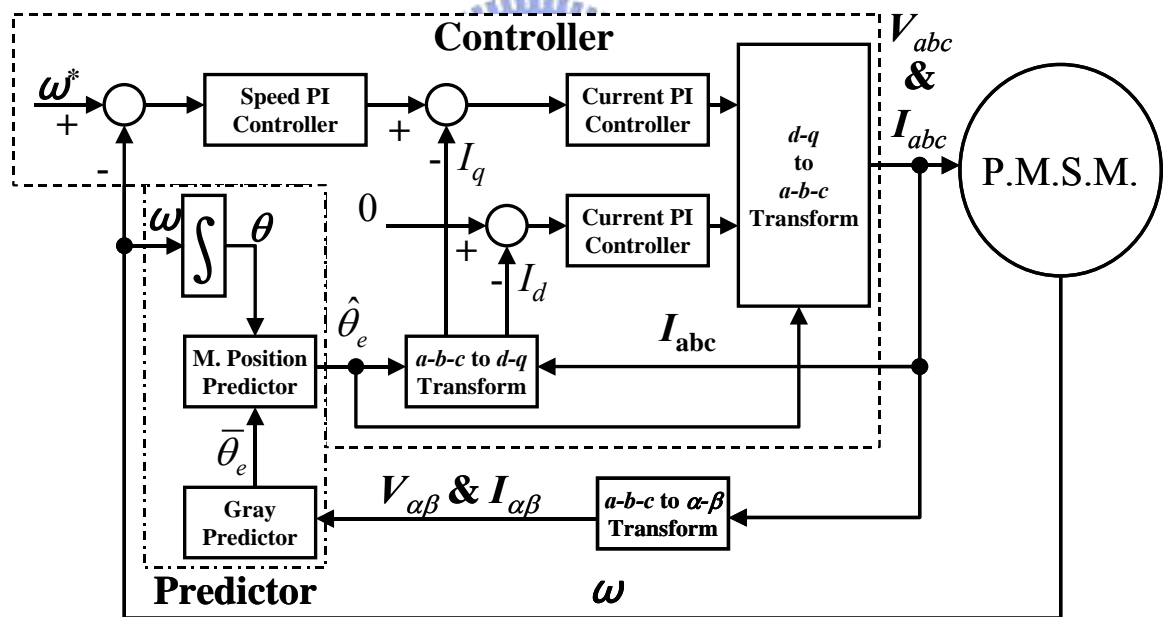 Controller
V_abc
&
I_abc
ω*
+
-
Speed PI
Controller
+
-
I_q
Current PI
Controller
d-q
to
a-b-c
Transform
P.M.S.M.
0
+
-
I_d
Current PI
Controller
ω
∫
θ
M. Position
Predictor
θ̂_e
a-b-c to d-q
Transform
I_abc
θ̄_e
Gray
Predictor
V_αβ & I_αβ
a-b-c to α-β
Transform
Predictor
ω